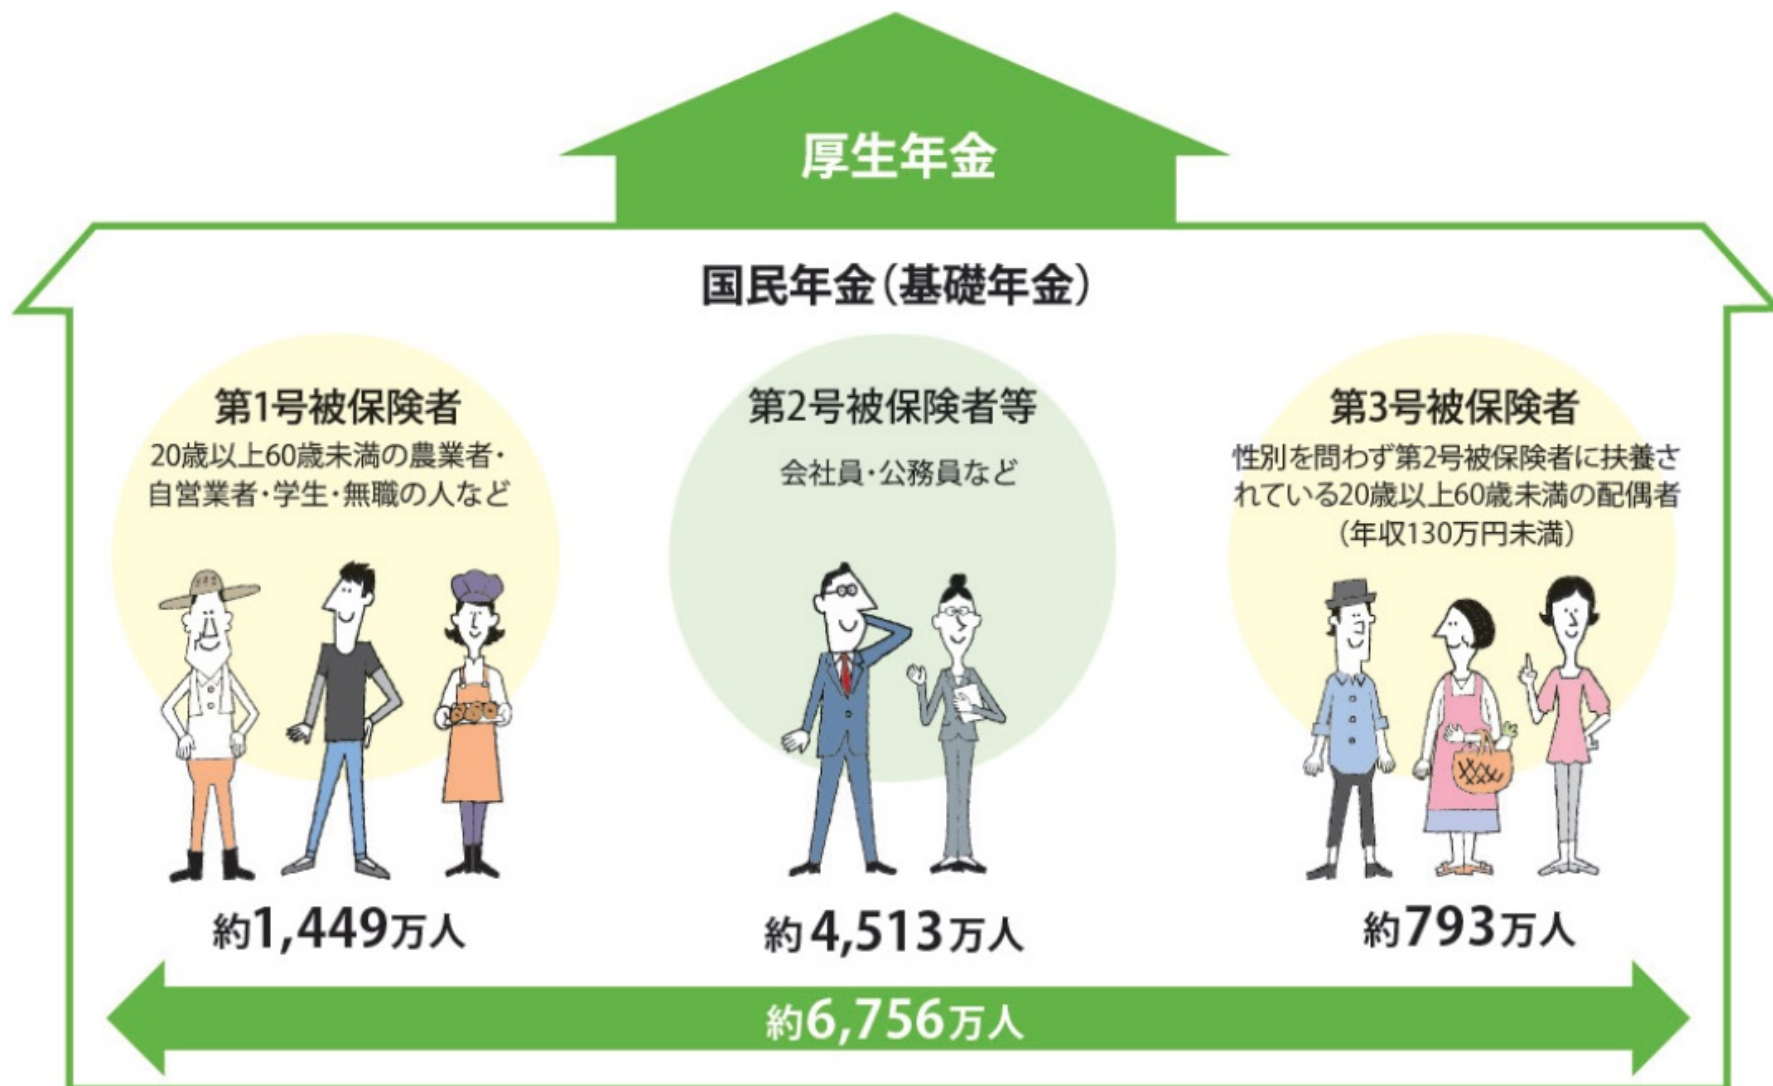 厚生年金
国民年金（基礎年金）
第1号被保険者
20歳以上60歳未満の農業者・
自営業者・学生・無職の人など
約1,449万人
第2号被保険者等
会社員・公務員など
約4,513万人
第3号被保険者
性別を問わず第2号被保険者に扶養さ
れている20歳以上60歳未満の配偶者
（年収130万円未満）
約793万人
約6,756万人